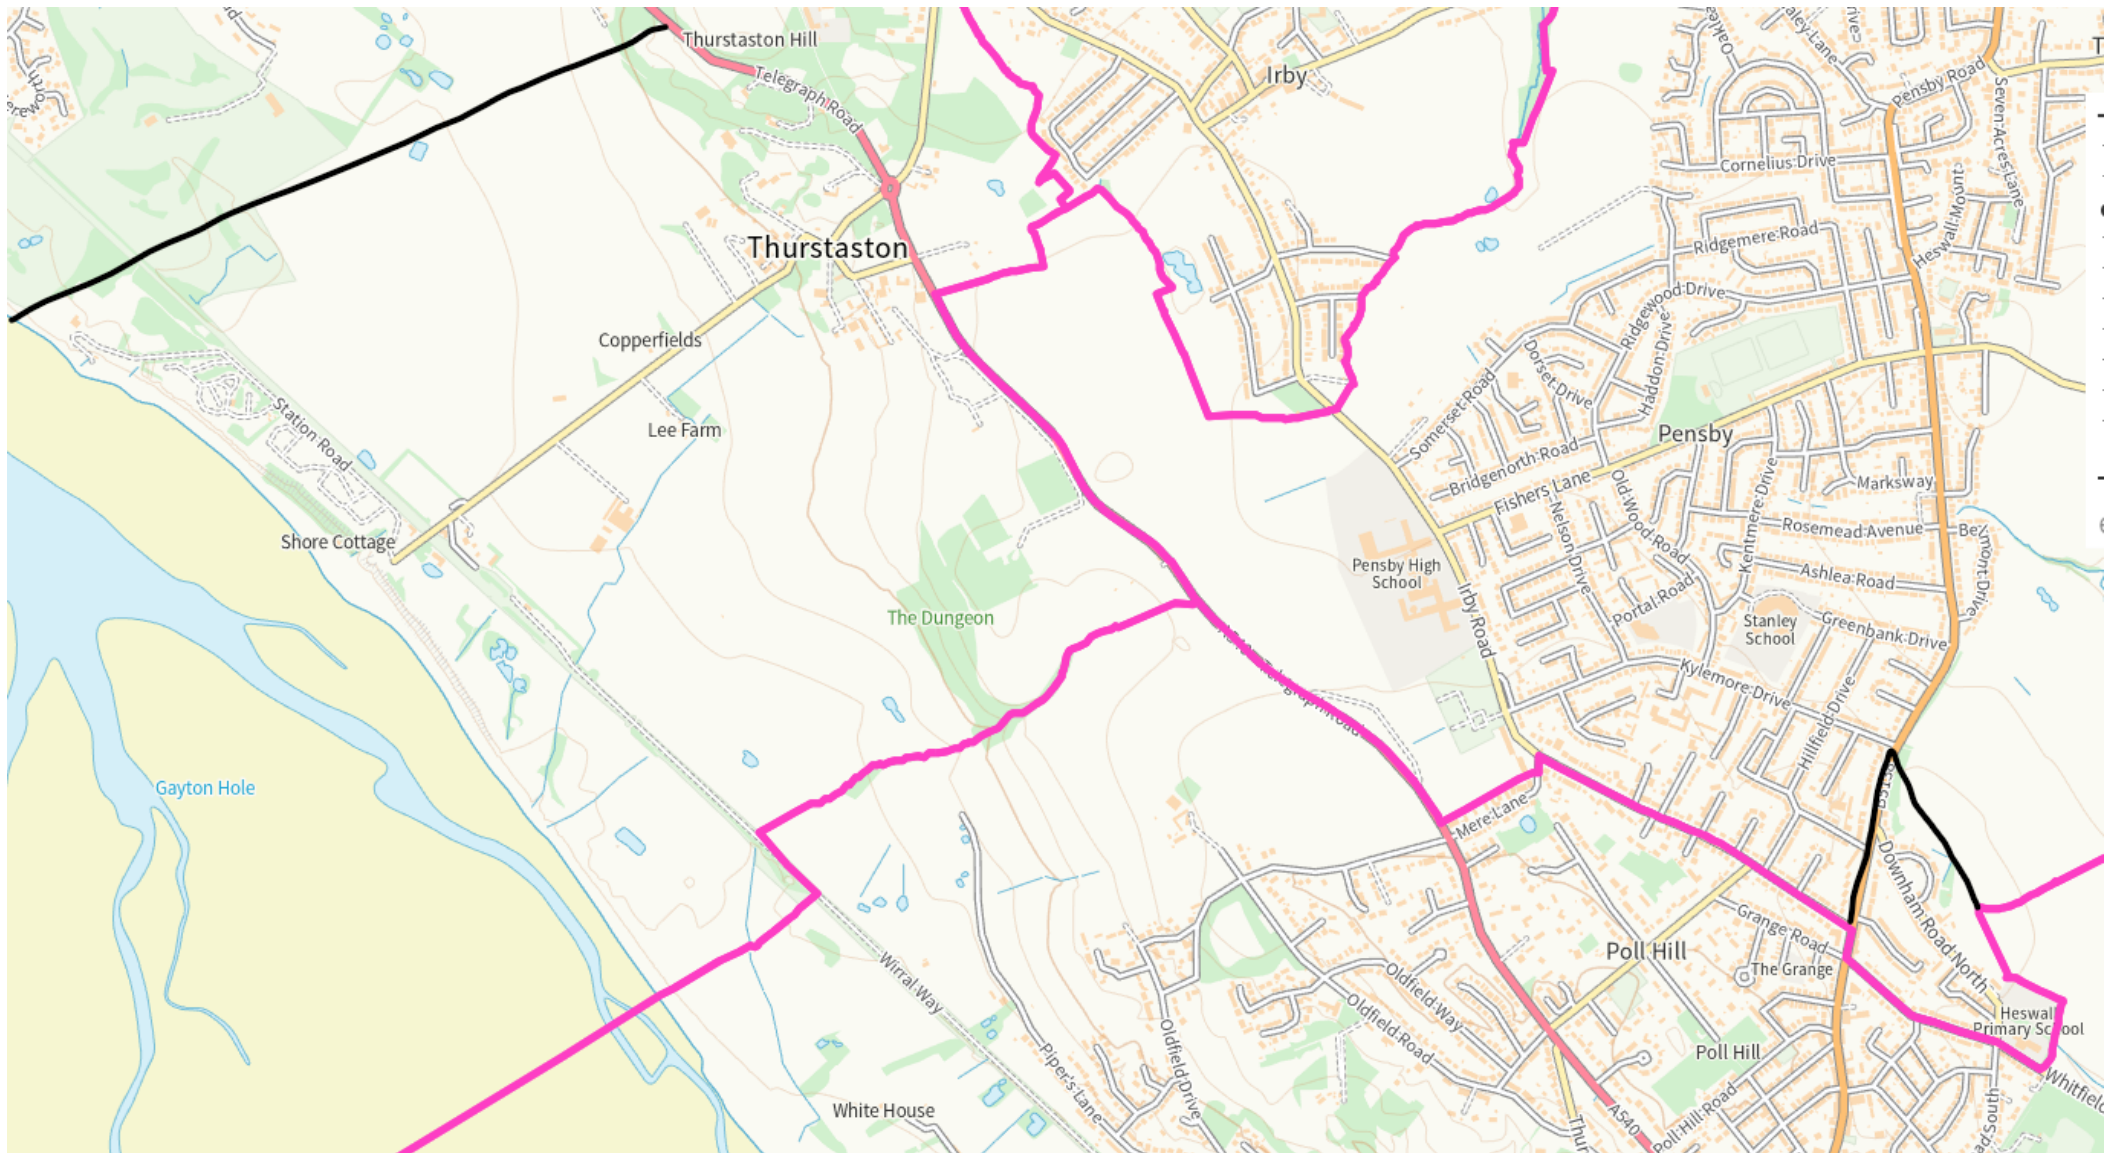 Thurstaston Hill
Telegraph Road
Irby
Pensby Road
Seven Acres Lane
Cornelius Drive
Heswall Mount
Ridgemere Road
Thurstaston
Ridgewood Drive
Haddon Drive
Dorset Drive
Copperfields
Somerset Road
Lee Farm
Pensby
Station Road
Bridgenorth Road
Fishers Lane
Old Wood Road
Kentmere Drive
Marksway
Nelson Drive
Rosemead Avenue
Shore Cottage
Pensby High
School
Ashlea Road
Irby Road
Portal Road
The Dungeon
Stanley
School
Greenbank Drive
Kylemore Drive
Telegraph Road
Hillfield Drive
Gayton Hole
Mere Lane
Downham Road North
Grange Road
Poll Hill
The Grange
Wirral Way
Oldfield Way
Oldfield Road
Heswall
Primary School
Oldfield Drive
Piper's Lane
Poll Hill
White House
A540
Poll Hill Road
Whitfield